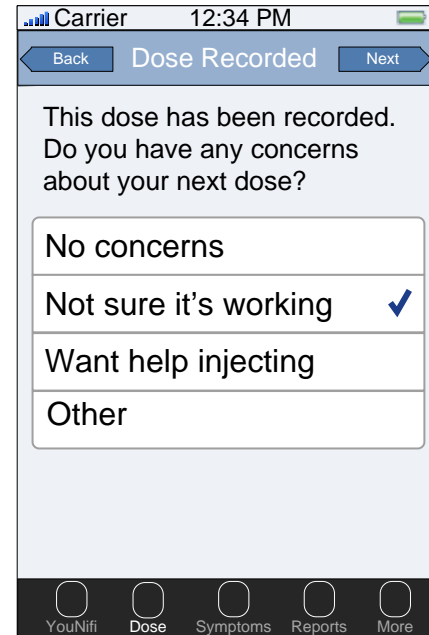 Carrier 12:34 PM
Back Dose Recorded Next
This dose has been recorded.
Do you have any concerns
about your next dose?
No concerns
Not sure it's working
Want help injecting
Other
YouNifi Dose Symptoms Reports More